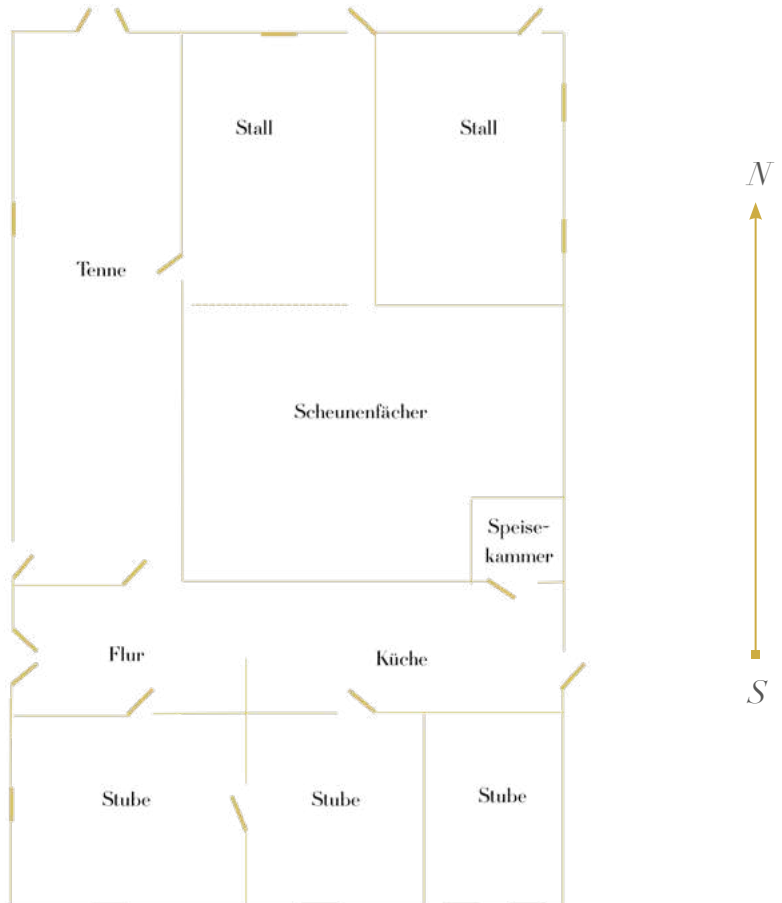 Stall
Stall
N
Tenne
Scheunenfächer
Speise-
kammer
Flur
Küche
S
Stube
Stube
Stube